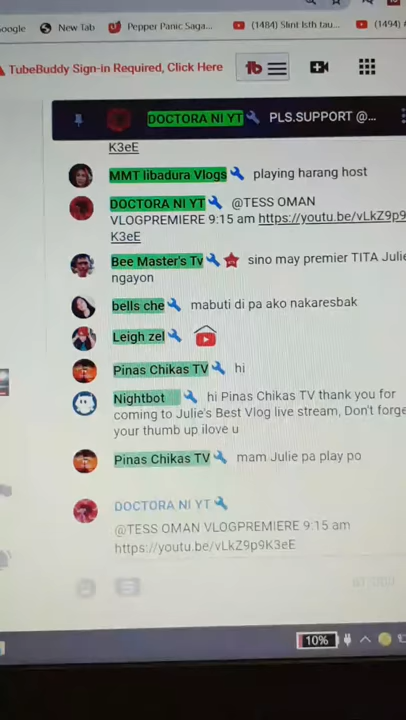 oogle
New Tab
Pepper Panic Saga...
(1484) Slint Isth tau...
(1494)
TubeBuddy Sign-in Required, Click Here
DOCTORA NI YT PLS.SUPPORT @...
K3eE
MMT libadura Vlogs playing harang host
DOCTORA NI YT @TESS OMAN
VLOGPREMIERE 9:15 am https://youtu.be/vLkZ9p9
K3eE
Bee Master's Tv sino may premier TITA Julie
ngayon
bells che mabuti di pa ako nakaresbak
Leigh zel
Pinas Chikas TV hi
Nightbot hi Pinas Chikas TV thank you for
coming to Julie's Best Vlog live stream, Don't forge
your thumb up ilove u
Pinas Chikas TV mam Julie pa play po
DOCTORA NI YT
@TESS OMAN VLOGPREMIERE 9:15 am
https://youtu.be/vLkZ9p9K3eE
10%